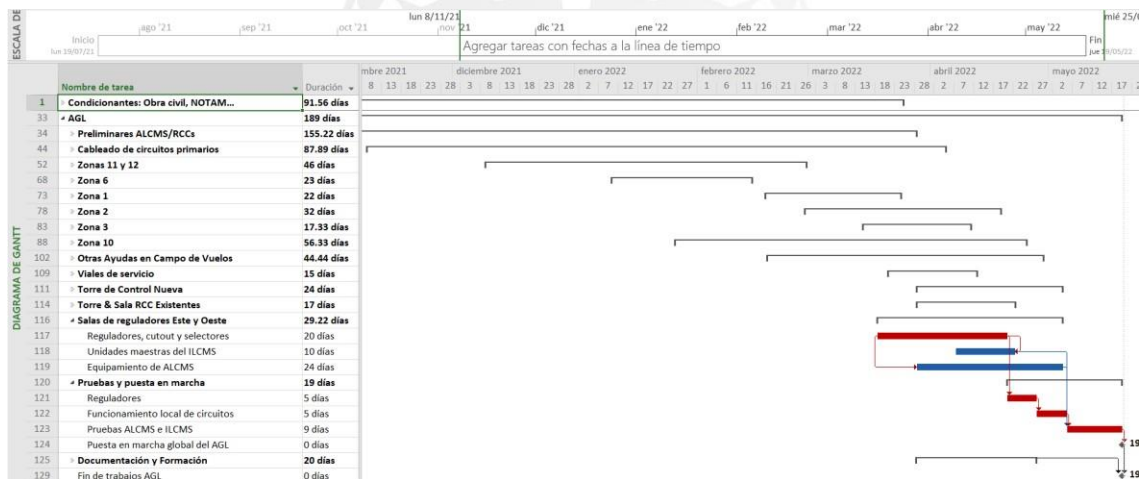 lun 8/11/21 mié 25/0
ESCALA DE
ago '21 sep '21 oct '21 nov '21 dic '21 ene '22 feb '22 mar '22 abr '22 may '22
Inicio Fin
lun 19/07/21 jue 19/05/22
Agregar tareas con fechas a la línea de tiempo
DIAGRAMA DE GANTT
Nombre de tarea Duración
mbre 2021 diciembre 2021 enero 2022 febrero 2022 marzo 2022 abril 2022 mayo 2022
8 13 18 23 28 3 8 13 18 23 28 2 7 12 17 22 27 1 6 11 16 21 26 3 8 13 18 23 28 2 7 12 17 22 27 2 7 12 17 2
1 Condicionantes: Obra civil, NOTAM... 91.56 días
33 AGL 189 días
34 Preliminares ALCMS/RCCs 155.22 días
44 Cableado de circuitos primarios 87.89 días
52 Zonas 11 y 12 46 días
68 Zona 6 23 días
73 Zona 1 22 días
78 Zona 2 32 días
83 Zona 3 17.33 días
88 Zona 10 56.33 días
102 Otras Ayudas en Campo de Vuelos 44.44 días
109 Viales de servicio 15 días
111 Torre de Control Nueva 24 días
114 Torre & Sala RCC Existentes 17 días
116 Salas de reguladores Este y Oeste 29.22 días
117 Reguladores, cutout y selectores 20 días
118 Unidades maestras del ILCMS 10 días
119 Equipamiento de ALCMS 24 días
120 Pruebas y puesta en marcha 19 días
121 Reguladores 5 días
122 Funcionamiento local de circuitos 5 días
123 Pruebas ALCMS e ILCMS 9 días
124 Puesta en marcha global del AGL 0 días 19
125 Documentación y Formación 20 días
129 Fin de trabajos AGL 0 días 19